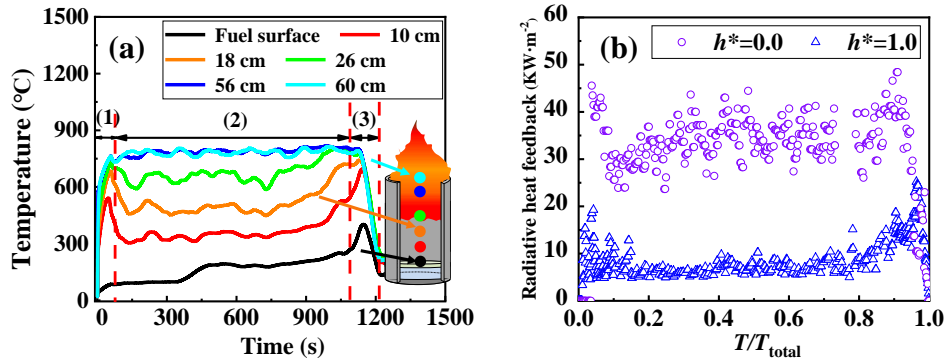 (a)
Fuel surface
10 cm
18 cm
26 cm
56 cm
60 cm
(1)
(2)
(3)
1500
1200
900
600
300
0
0
300
600
900
1200
1500
Temperature (°C)
Time (s)
(b)
h*=0.0
h*=1.0
60
50
40
30
20
10
0
0.0
0.2
0.4
0.6
0.8
1.0
Radiative heat feedback (KW·m-2)
T/Ttotal